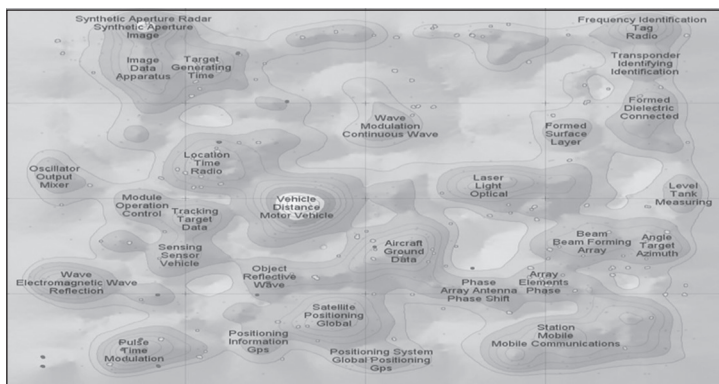 Synthetic Aperture Radar
Synthetic Aperture
Image
Frequency Identification
Tag
Radio
Image
Data
Apparatus
Target
Generating
Time
Transponder
Identifying
Identification
Formed
Dielectric
Connected
Wave
Modulation
Continuous Wave
Formed
Surface
Layer
Location
Time
Radio
Oscillator
Output
Mixer
Laser
Light
Optical
Level
Tank
Measuring
Module
Operation
Control
Vehicle
Distance
Motor Vehicle
Tracking
Target
Data
Sensing
Sensor
Vehicle
Aircraft
Ground
Data
Beam
Beam Forming
Array
Angle
Target
Azimuth
Wave
Electromagnetic Wave
Reflection
Object
Reflective
Wave
Phase
Array Antenna
Phase Shift
Array
Elements
Phase
Satellite
Positioning
Global
Station
Mobile
Mobile Communications
Pulse
Time
Modulation
Positioning
Information
Gps
Positioning System
Global Positioning
Gps